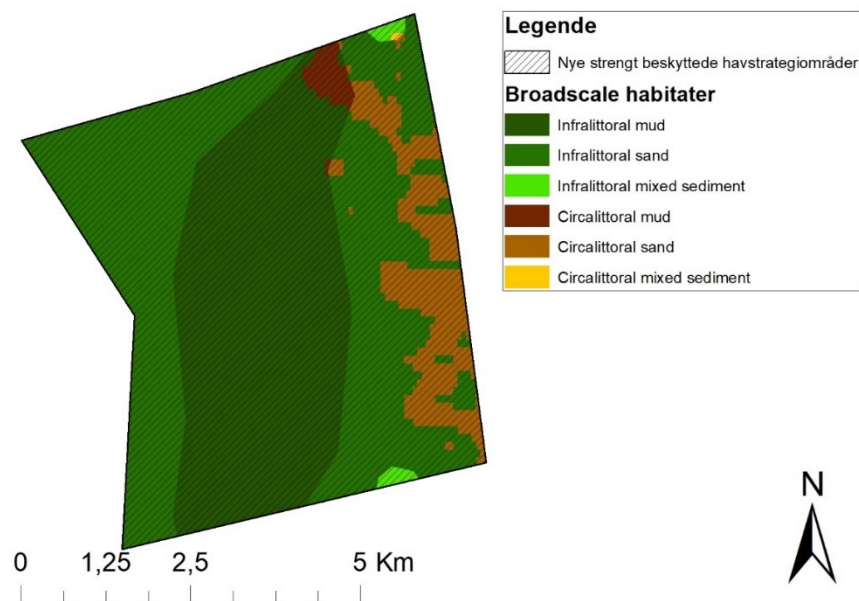 Legende
Nye strengt beskyttede havstrategiområder
Broadscale habitater
Infralittoral mud
Infralittoral sand
Infralittoral mixed sediment
Circalittoral mud
Circalittoral sand
Circalittoral mixed sediment
N
0 1,25 2,5 5 Km